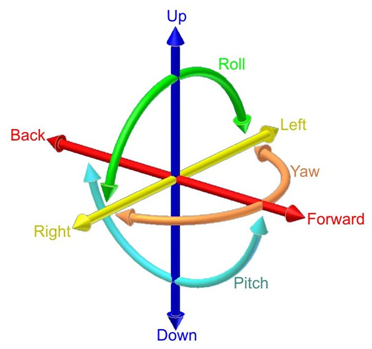 Up
Roll
Left
Back
Yaw
Forward
Right
Pitch
Down